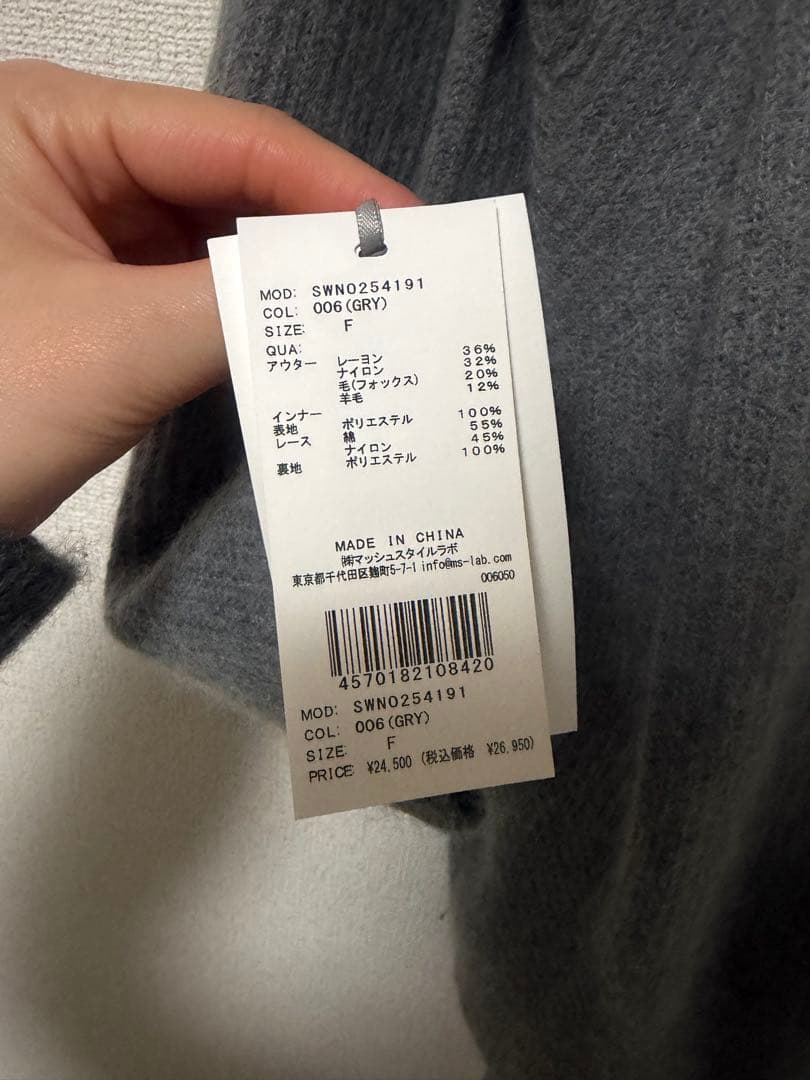 MOD: SWNO254191
COL: 006(GRY)
SIZE: F
QUA:
アウター レーヨン 36%
ナイロン 32%
毛(フォックス) 20%
羊毛 12%
インナー
表地 ポリエステル 100%
レース 綿 55%
ナイロン 45%
裏地 ポリエステル 100%
MADE IN CHINA
㈱マッシュスタイルラボ
東京都千代田区麹町5-7-1 info@ms-lab.com
006050
4570182108420
MOD: SWNO254191
COL: 006(GRY)
SIZE: F
PRICE: ¥24,500 (税込価格 ¥26,950)